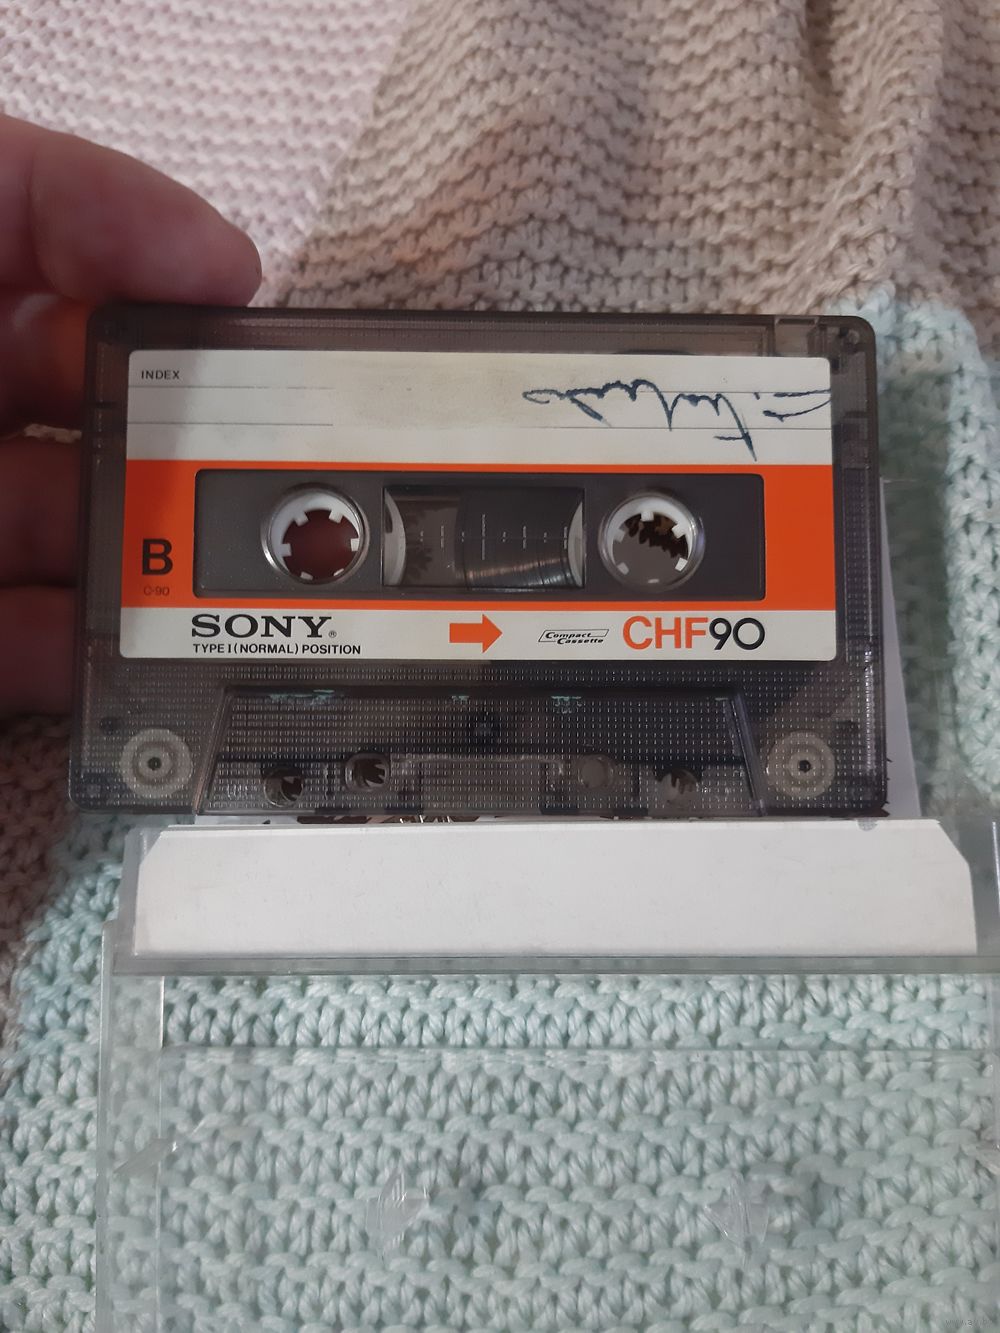 INDEX
B
C-90
SONY®
TYPE I (NORMAL) POSITION
Compact Cassette
CHF90